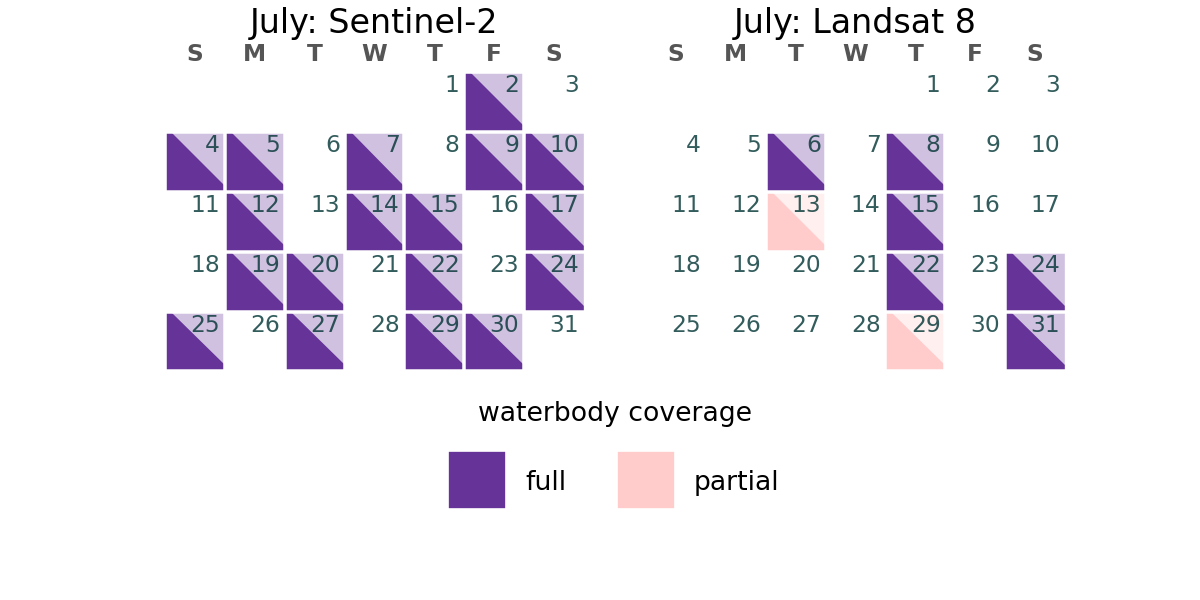 July: Sentinel-2
S M T W T F S
1 2 3
4 5 6 7 8 9 10
11 12 13 14 15 16 17
18 19 20 21 22 23 24
25 26 27 28 29 30 31
July: Landsat 8
S M T W T F S
1 2 3
4 5 6 7 8 9 10
11 12 13 14 15 16 17
18 19 20 21 22 23 24
25 26 27 28 29 30 31
waterbody coverage
full
partial